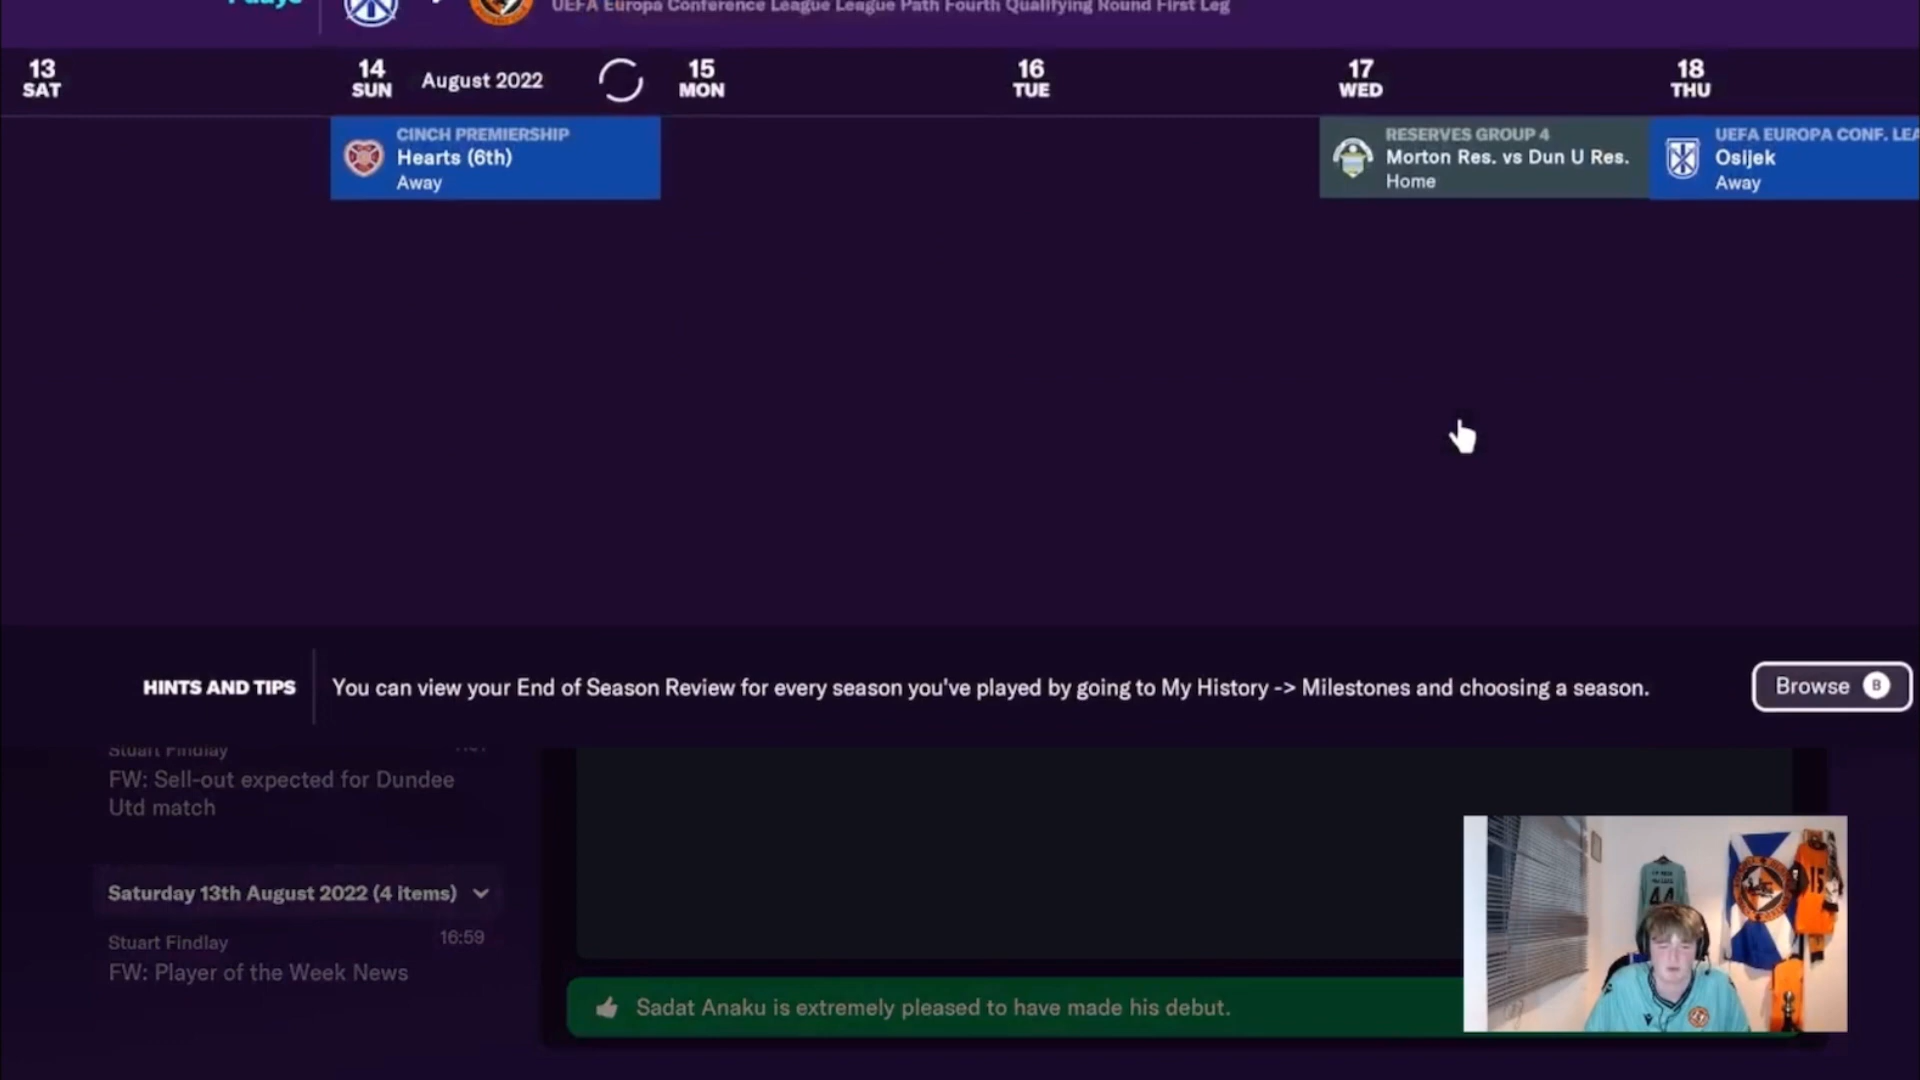 UEFA Europa Conference League League Path Fourth Qualifying Round First Leg
13
SAT
14
SUN
August 2022
15
MON
16
TUE
17
WED
18
THU
CINCH PREMIERSHIP
Hearts (6th)
Away
RESERVES GROUP 4
Morton Res. vs Dun U Res.
Home
UEFA EUROPA CONF. LEA
Osijek
Away
HINTS AND TIPS
You can view your End of Season Review for every season you've played by going to My History -> Milestones and choosing a season.
Browse B
Stuart Findlay
FW: Sell-out expected for Dundee
Utd match
Saturday 13th August 2022 (4 items)
Stuart Findlay
16:59
FW: Player of the Week News
Sadat Anaku is extremely pleased to have made his debut.
44
15